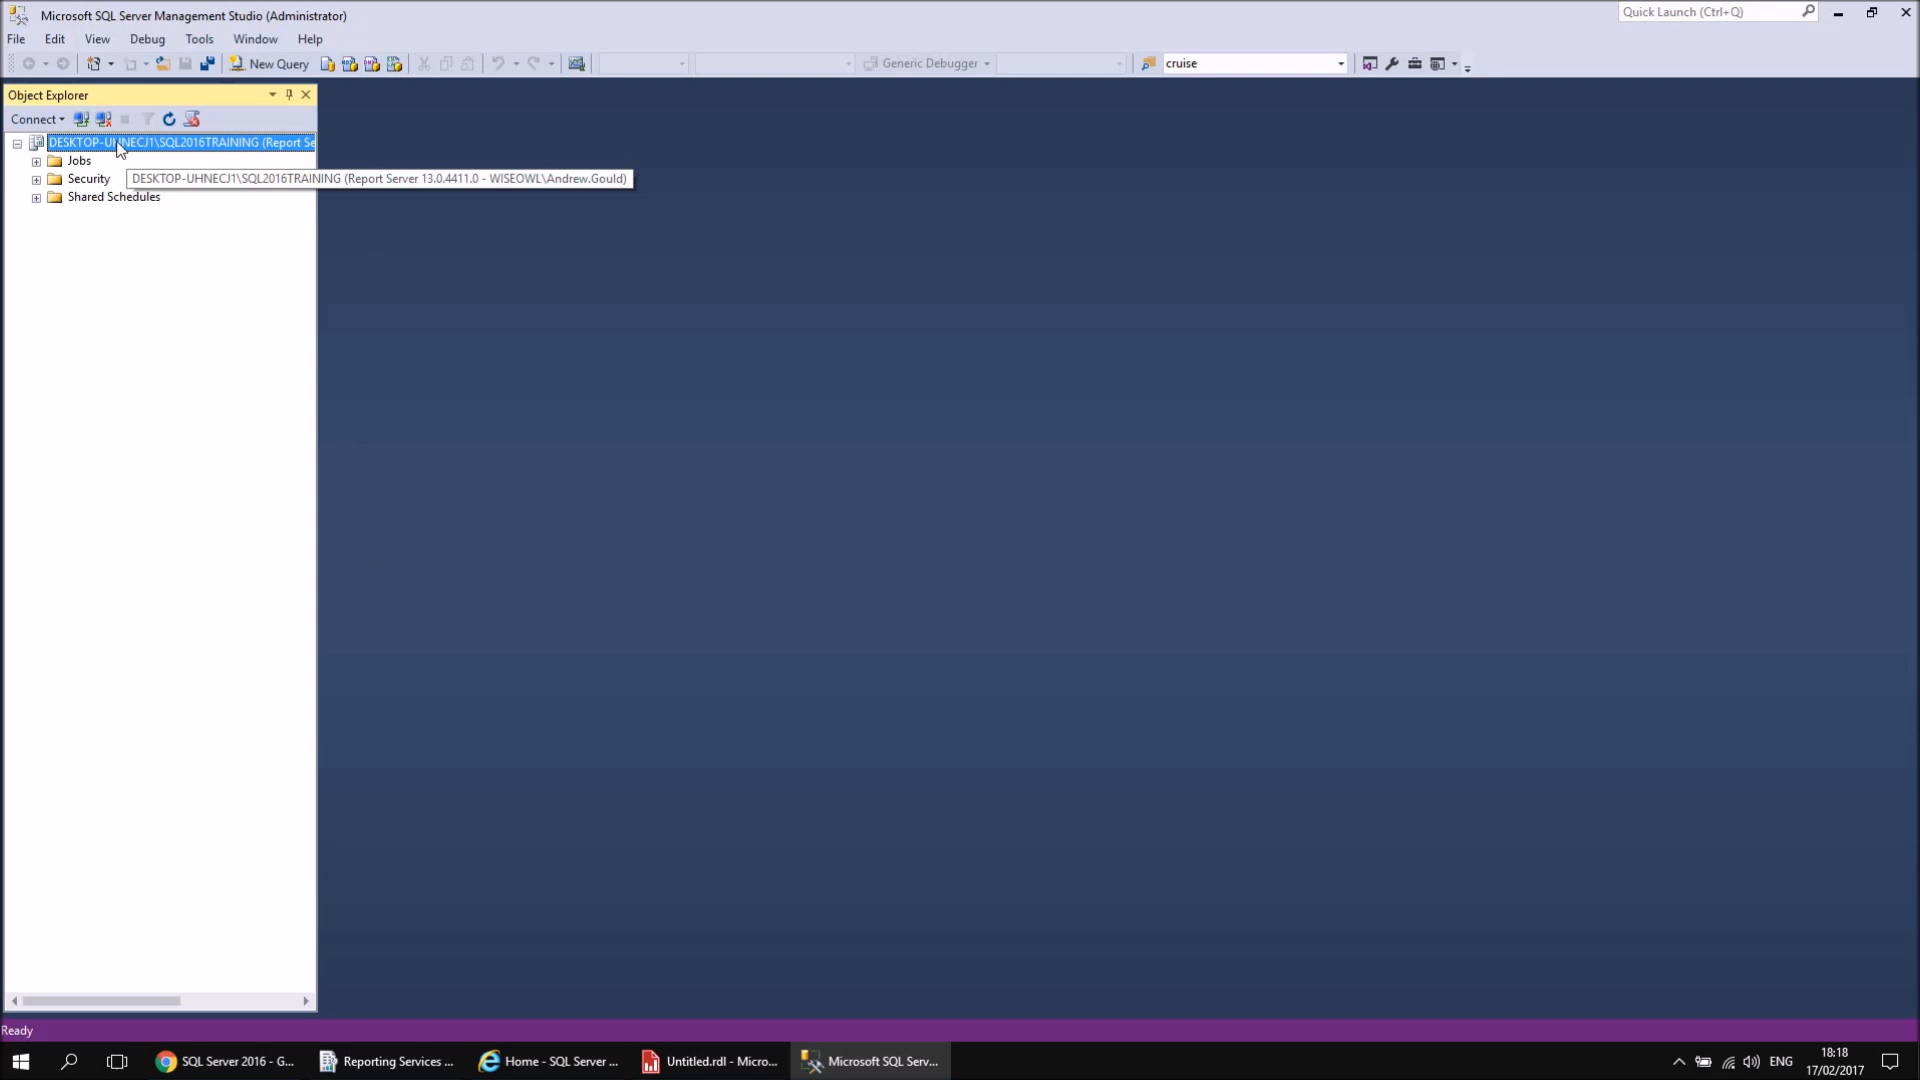 Microsoft SQL Server Management Studio (Administrator)
Quick Launch (Ctrl+Q)
File Edit View Debug Tools Window Help
New Query
Generic Debugger
cruise
Object Explorer
Connect
DESKTOP-UHNECJ1\SQL2016TRAINING (Report Se
Jobs
Security
DESKTOP-UHNECJ1\SQL2016TRAINING (Report Server 13.0.4411.0 - WISEOWL\Andrew.Gould)
Shared Schedules
Ready
SQL Server 2016 - G...
Reporting Services ...
Home - SQL Server ...
Untitled.rdl - Micro...
Microsoft SQL Serv...
ENG
18:18
17/02/2017